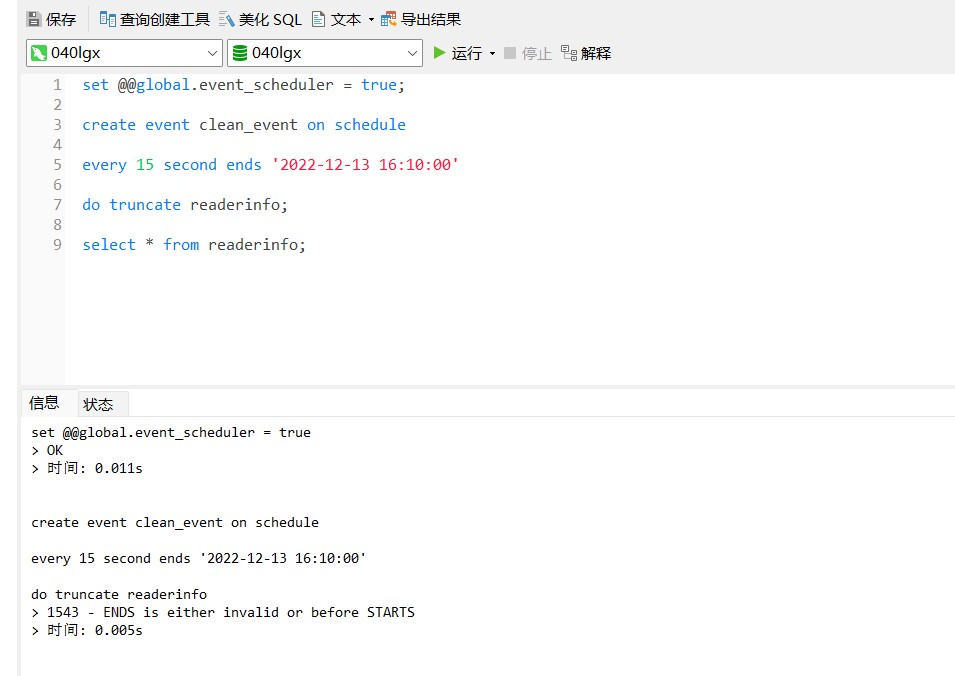 保存 查询创建工具 美化 SQL 文本 导出结果
040lgx 040lgx 运行 停止 解释
1 set @@global.event_scheduler = true;
2
3 create event clean_event on schedule
4
5 every 15 second ends '2022-12-13 16:10:00'
6
7 do truncate readerinfo;
8
9 select * from readerinfo;
信息 状态
set @@global.event_scheduler = true
> OK
> 时间: 0.011s
create event clean_event on schedule
every 15 second ends '2022-12-13 16:10:00'
do truncate readerinfo
> 1543 - ENDS is either invalid or before STARTS
> 时间: 0.005s